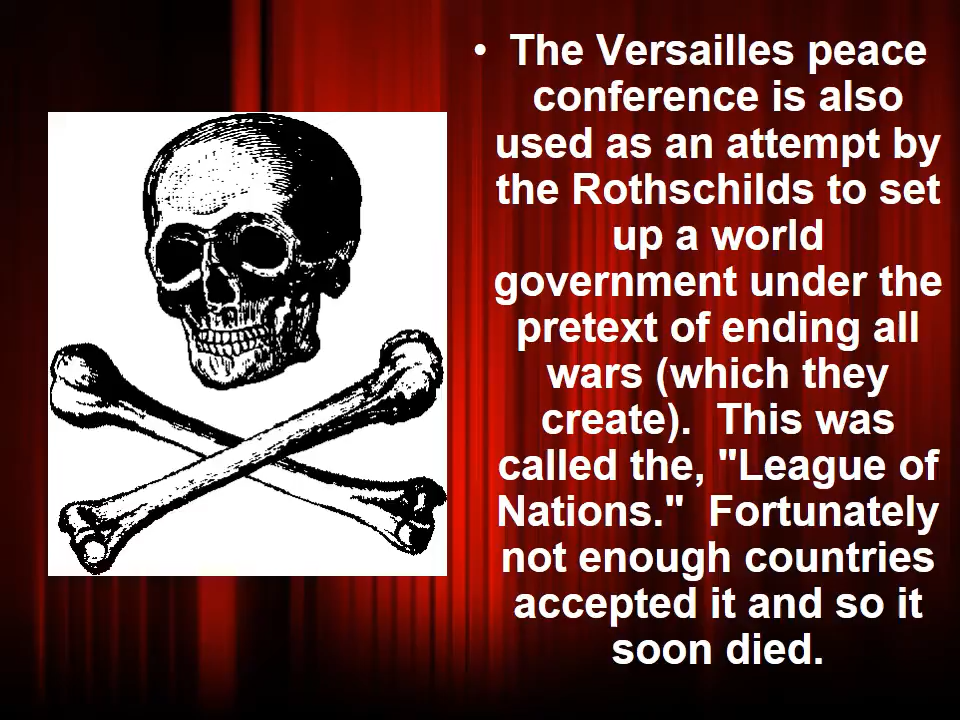 • The Versailles peace
conference is also
used as an attempt by
the Rothschilds to set
up a world
government under the
pretext of ending all
wars (which they
create).  This was
called the, "League of
Nations."  Fortunately
not enough countries
accepted it and so it
soon died.